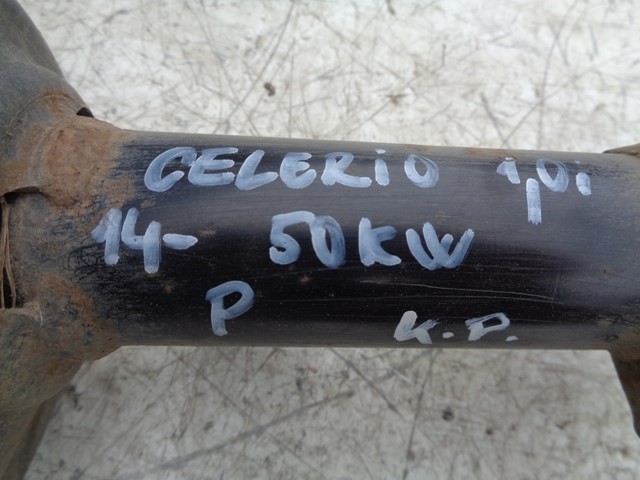 CELERIO 1,0i
14- 50KW
P K.P.